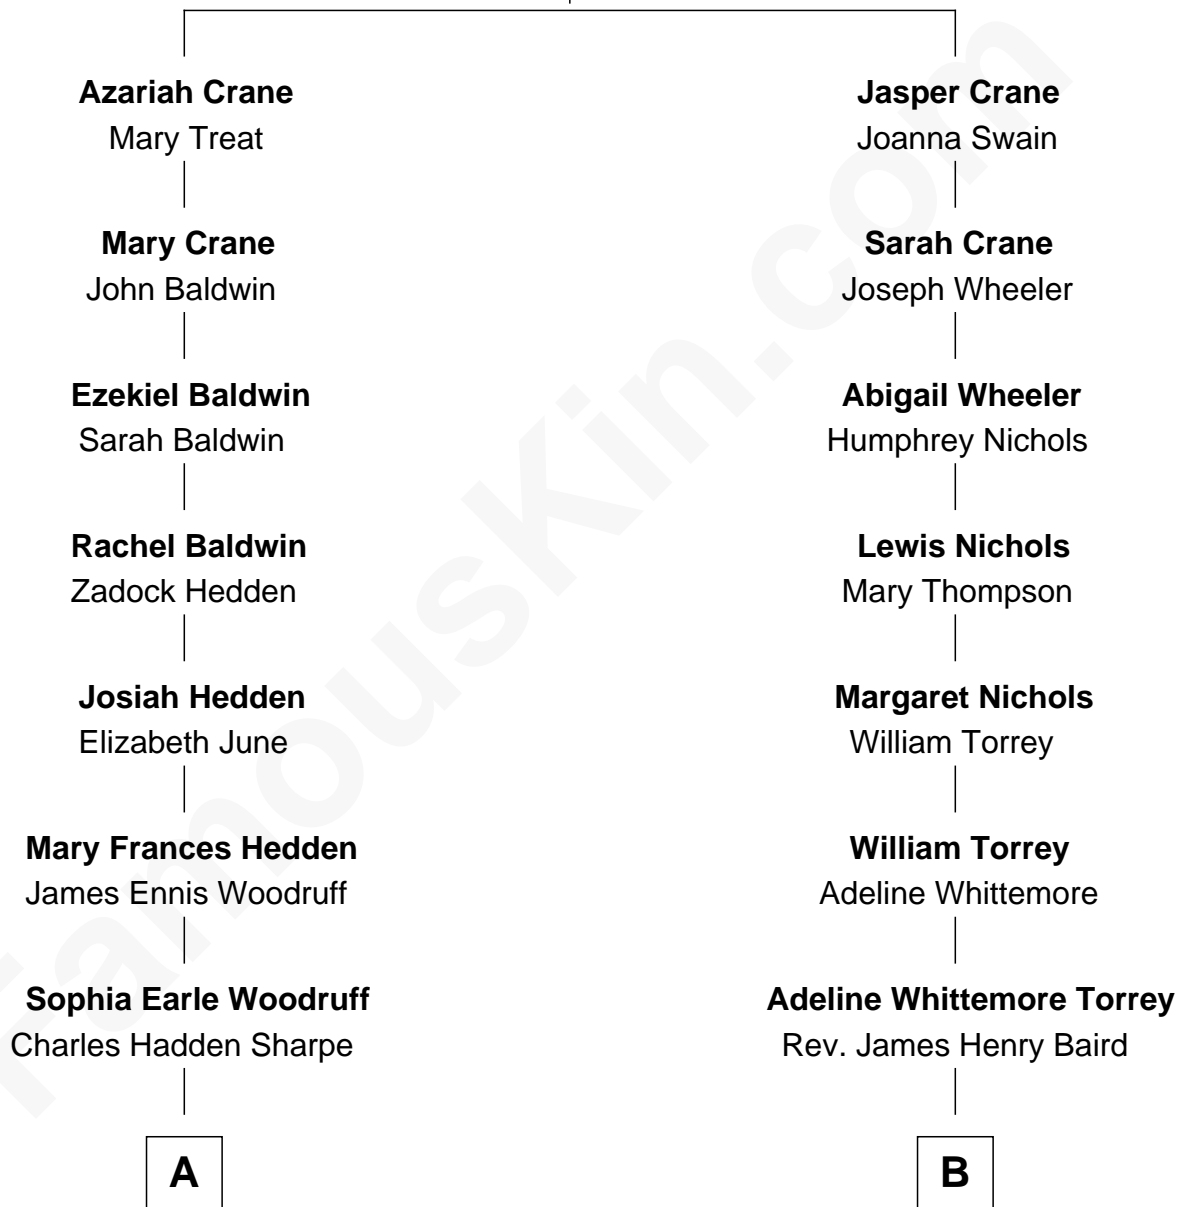 Azariah Crane
Mary Treat
Mary Crane
John Baldwin
Ezekiel Baldwin
Sarah Baldwin
Rachel Baldwin
Zadock Hedden
Josiah Hedden
Elizabeth June
Mary Frances Hedden
James Ennis Woodruff
Sophia Earle Woodruff
Charles Hadden Sharpe
A
Jasper Crane
Joanna Swain
Sarah Crane
Joseph Wheeler
Abigail Wheeler
Humphrey Nichols
Lewis Nichols
Mary Thompson
Margaret Nichols
William Torrey
William Torrey
Adeline Whittemore
Adeline Whittemore Torrey
Rev. James Henry Baird
B
FamousKin.com